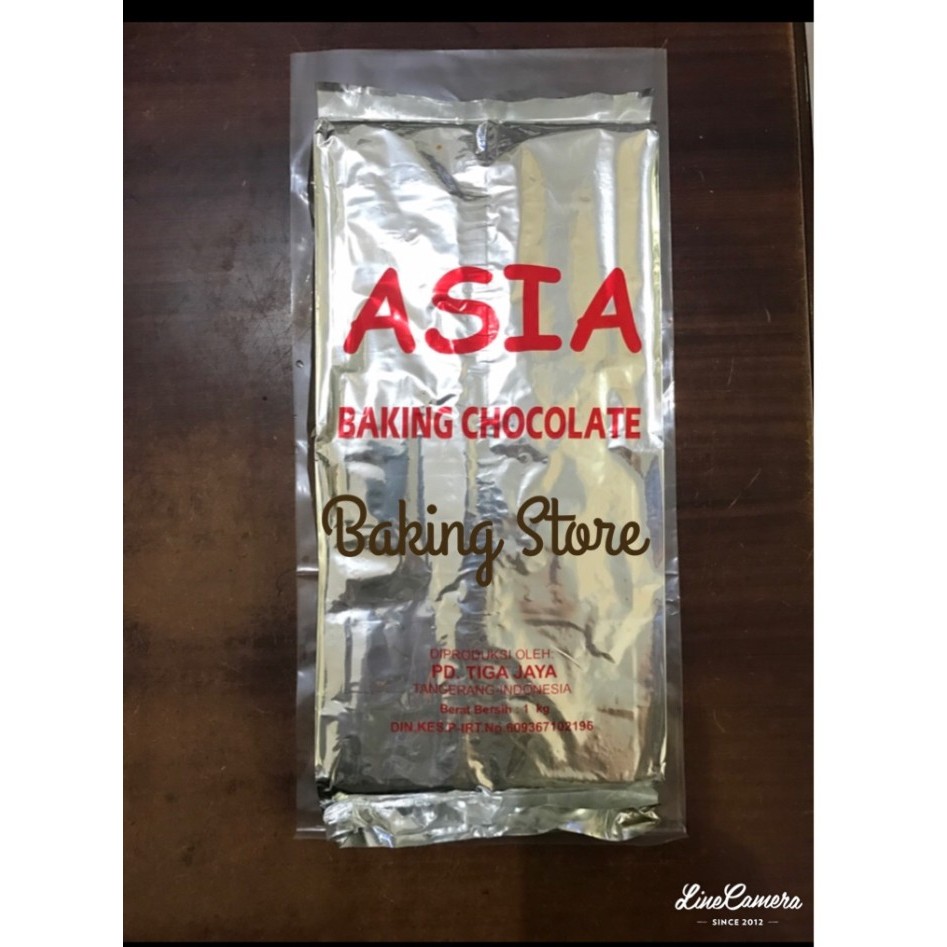 ASIA
BAKING CHOCOLATE
Baking Store
DIPRODUKSI OLEH:
PD. TIGA JAYA
TANGERANG-INDONESIA
Berat Bersih : 1 kg
DIN.KES.P-IRT.No.609367102196
LineCamera
SINCE 2012